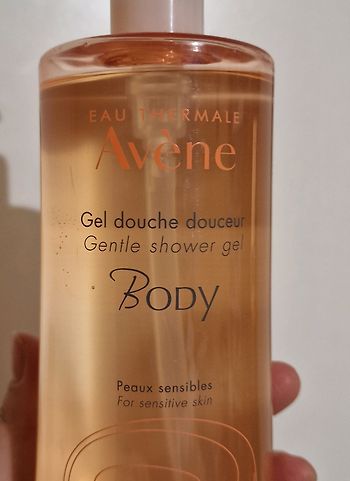 EAU THERMALE
Avène
Gel douche douceur
Gentle shower gel
BODY
Peaux sensibles
For sensitive skin